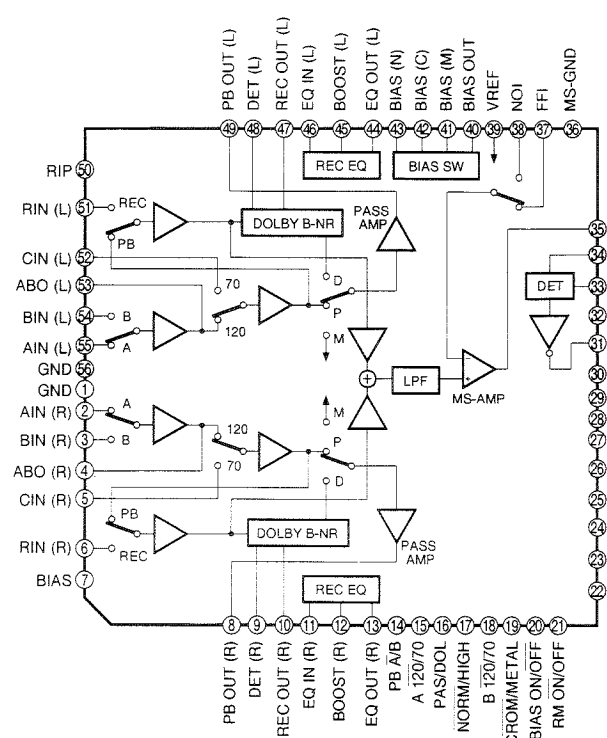 PB OUT (L)
DET (L)
REC OUT (L)
EQ IN (L)
BOOST (L)
EQ OUT (L)
BIAS (N)
BIAS (C)
BIAS (M)
BIAS OUT
VREF
NOI
FFI
MS-GND
49 48 47 46 45 44 43 42 41 40 39 38 37 36
RIP 50
REC EQ
BIAS SW
RIN (L) 51
REC
PB
DOLBY B-NR
PASS
AMP
35
CIN (L) 52
34
ABO (L) 53
70
D
DET
33
BIN (L) 54
B
120
P
32
AIN (L) 55
A
M
31
GND 56
+
LPF
MS-AMP
-
+
30
GND 1
29
AIN (R) 2
A
M
28
BIN (R) 3
B
120
P
27
ABO (R) 4
70
26
CIN (R) 5
D
25
PB
DOLBY B-NR
PASS
AMP
24
RIN (R) 6
REC
23
BIAS 7
REC EQ
22
8 9 10 11 12 13 14 15 16 17 18 19 20 21
PB OUT (R)
DET (R)
REC OUT (R)
EQ IN (R)
BOOST (R)
EQ OUT (R)
PB A̅/B
A 120/70
PAS/DOL
NORM/HIGH
B 120/70
CROM/METAL
BIAS ON/OFF
RM ON/OFF